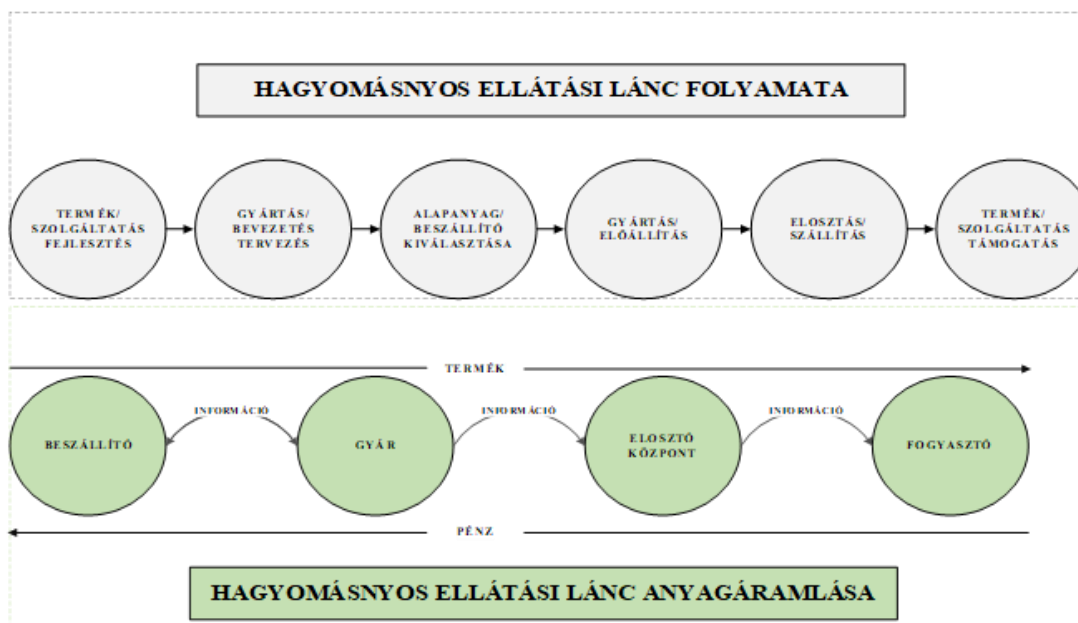 HAGYOMÁSNYOS ELLÁTÁSI LÁNC FOLYAMATA
TERMÉK/
SZOLGÁLTATÁS
FEJLESZTÉS
GYÁRTÁS/
BEVEZETÉS
TERVEZÉS
ALAPANYAG/
BESZÁLLÍTÓ
KIVÁLASZTÁSA
GYÁRTÁS/
ELŐÁLLÍTÁS
ELOSZTÁS/
SZÁLLÍTÁS
TERMÉK/
SZOLGÁLTATÁS
TÁMOGATÁS
TERMÉK
BESZÁLLÍTÓ
INFORMÁCIÓ
GYÁR
INFORMÁCIÓ
ELOSZTÓ
KÖZPONT
INFORMÁCIÓ
FOGYASZTÓ
PÉNZ
HAGYOMÁSNYOS ELLÁTÁSI LÁNC ANYAGÁRAMLÁSA